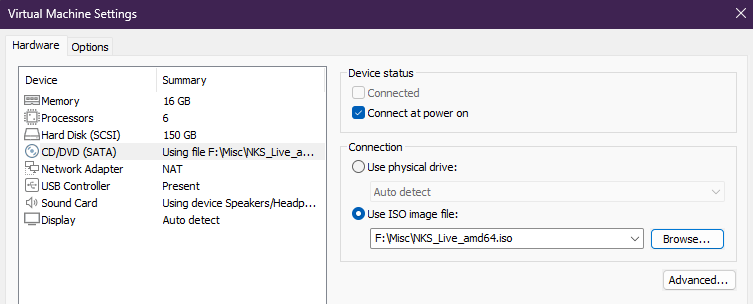 Virtual Machine Settings
Hardware Options
Device Summary
Memory 16 GB
Processors 6
Hard Disk (SCSI) 150 GB
CD/DVD (SATA) Using file F:\Misc\NKS_Live_a...
Network Adapter NAT
USB Controller Present
Sound Card Using device Speakers/Headp...
Display Auto detect
Device status
Connected
Connect at power on
Connection
Use physical drive:
Auto detect
Use ISO image file:
F:\Misc\NKS_Live_amd64.iso Browse...
Advanced...